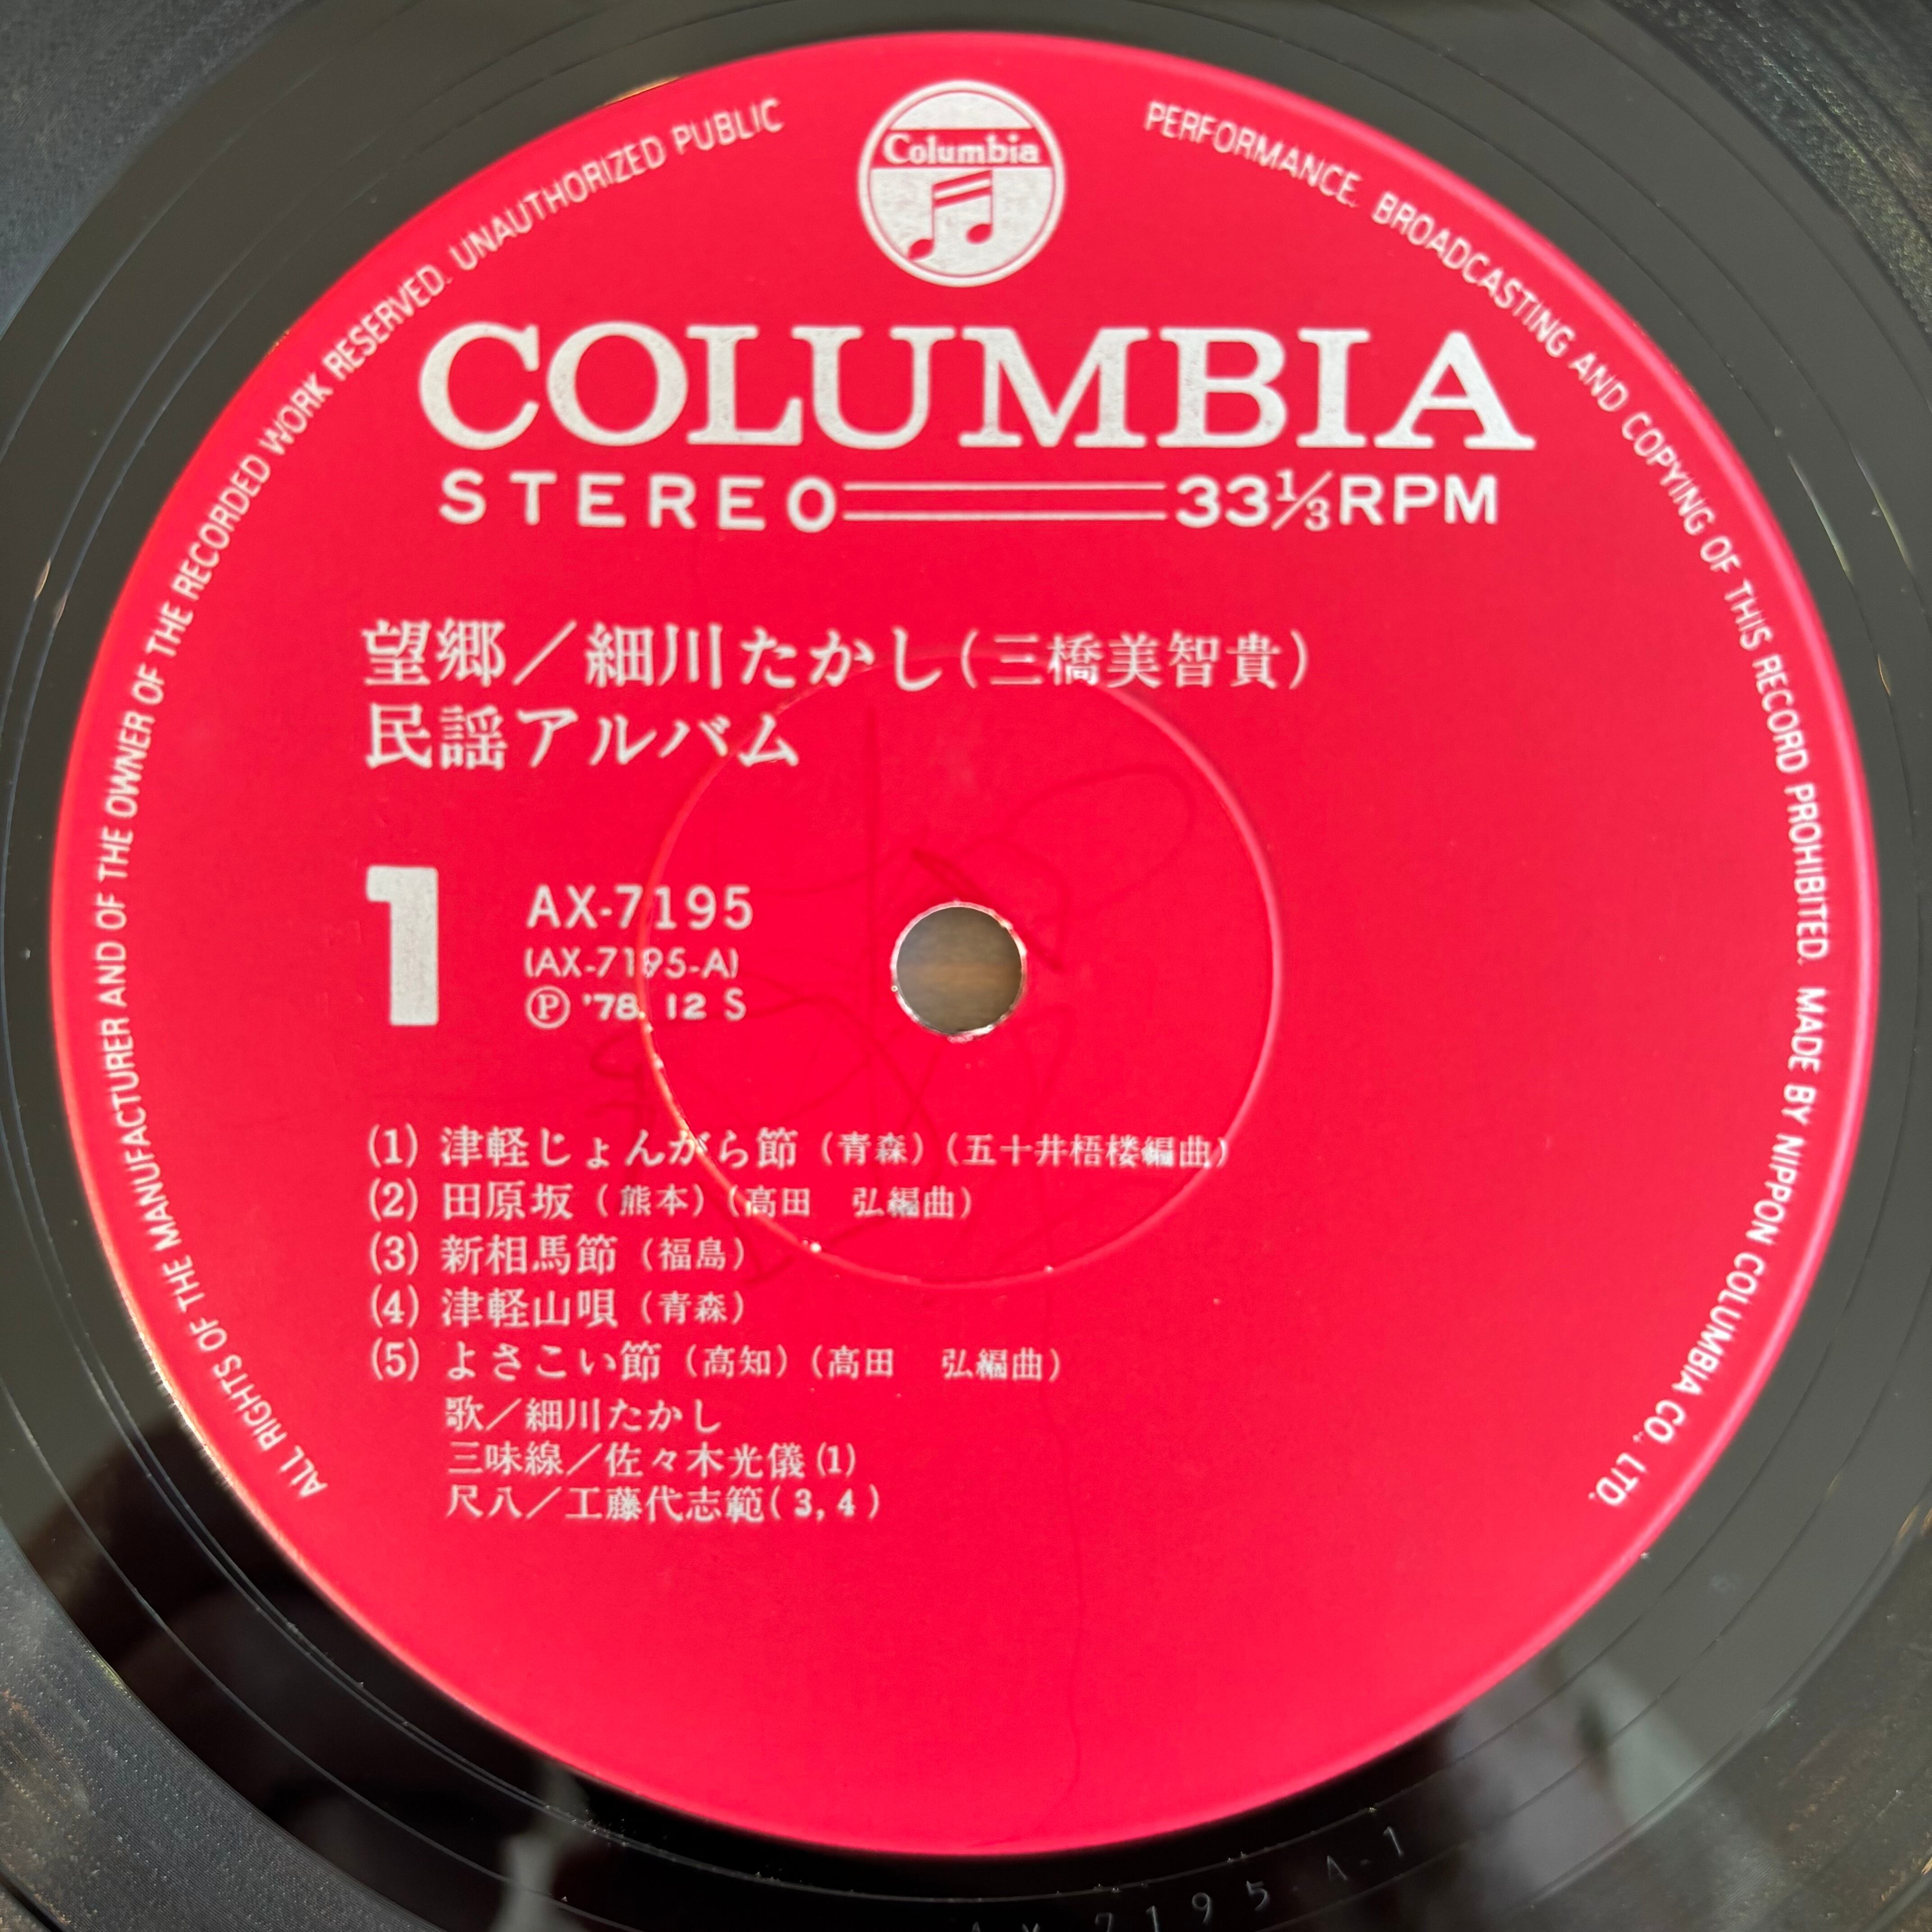 Columbia
COLUMBIA
STEREO 33⅓RPM
望郷／細川たかし(三橋美智貴)
民謡アルバム
1
AX-7195
(AX-7195-A)
Ⓟ '78. 12 S
(1) 津軽じょんがら節 (青森) (五十井梧楼編曲)
(2) 田原坂 (熊本) (高田　弘編曲)
(3) 新相馬節 (福島)
(4) 津軽山唄 (青森)
(5) よさこい節 (高知) (高田　弘編曲)
歌／細川たかし
三味線／佐々木光儀 (1)
尺八／工藤代志範( 3, 4 )
ALL RIGHTS OF THE MANUFACTURER AND OF THE OWNER OF THE RECORDED WORK RESERVED. UNAUTHORIZED PUBLIC PERFORMANCE. BROADCASTING AND COPYING OF THIS RECORD PROHIBITED. MADE BY NIPPON COLUMBIA CO., LTD.
AX 7195 A-1